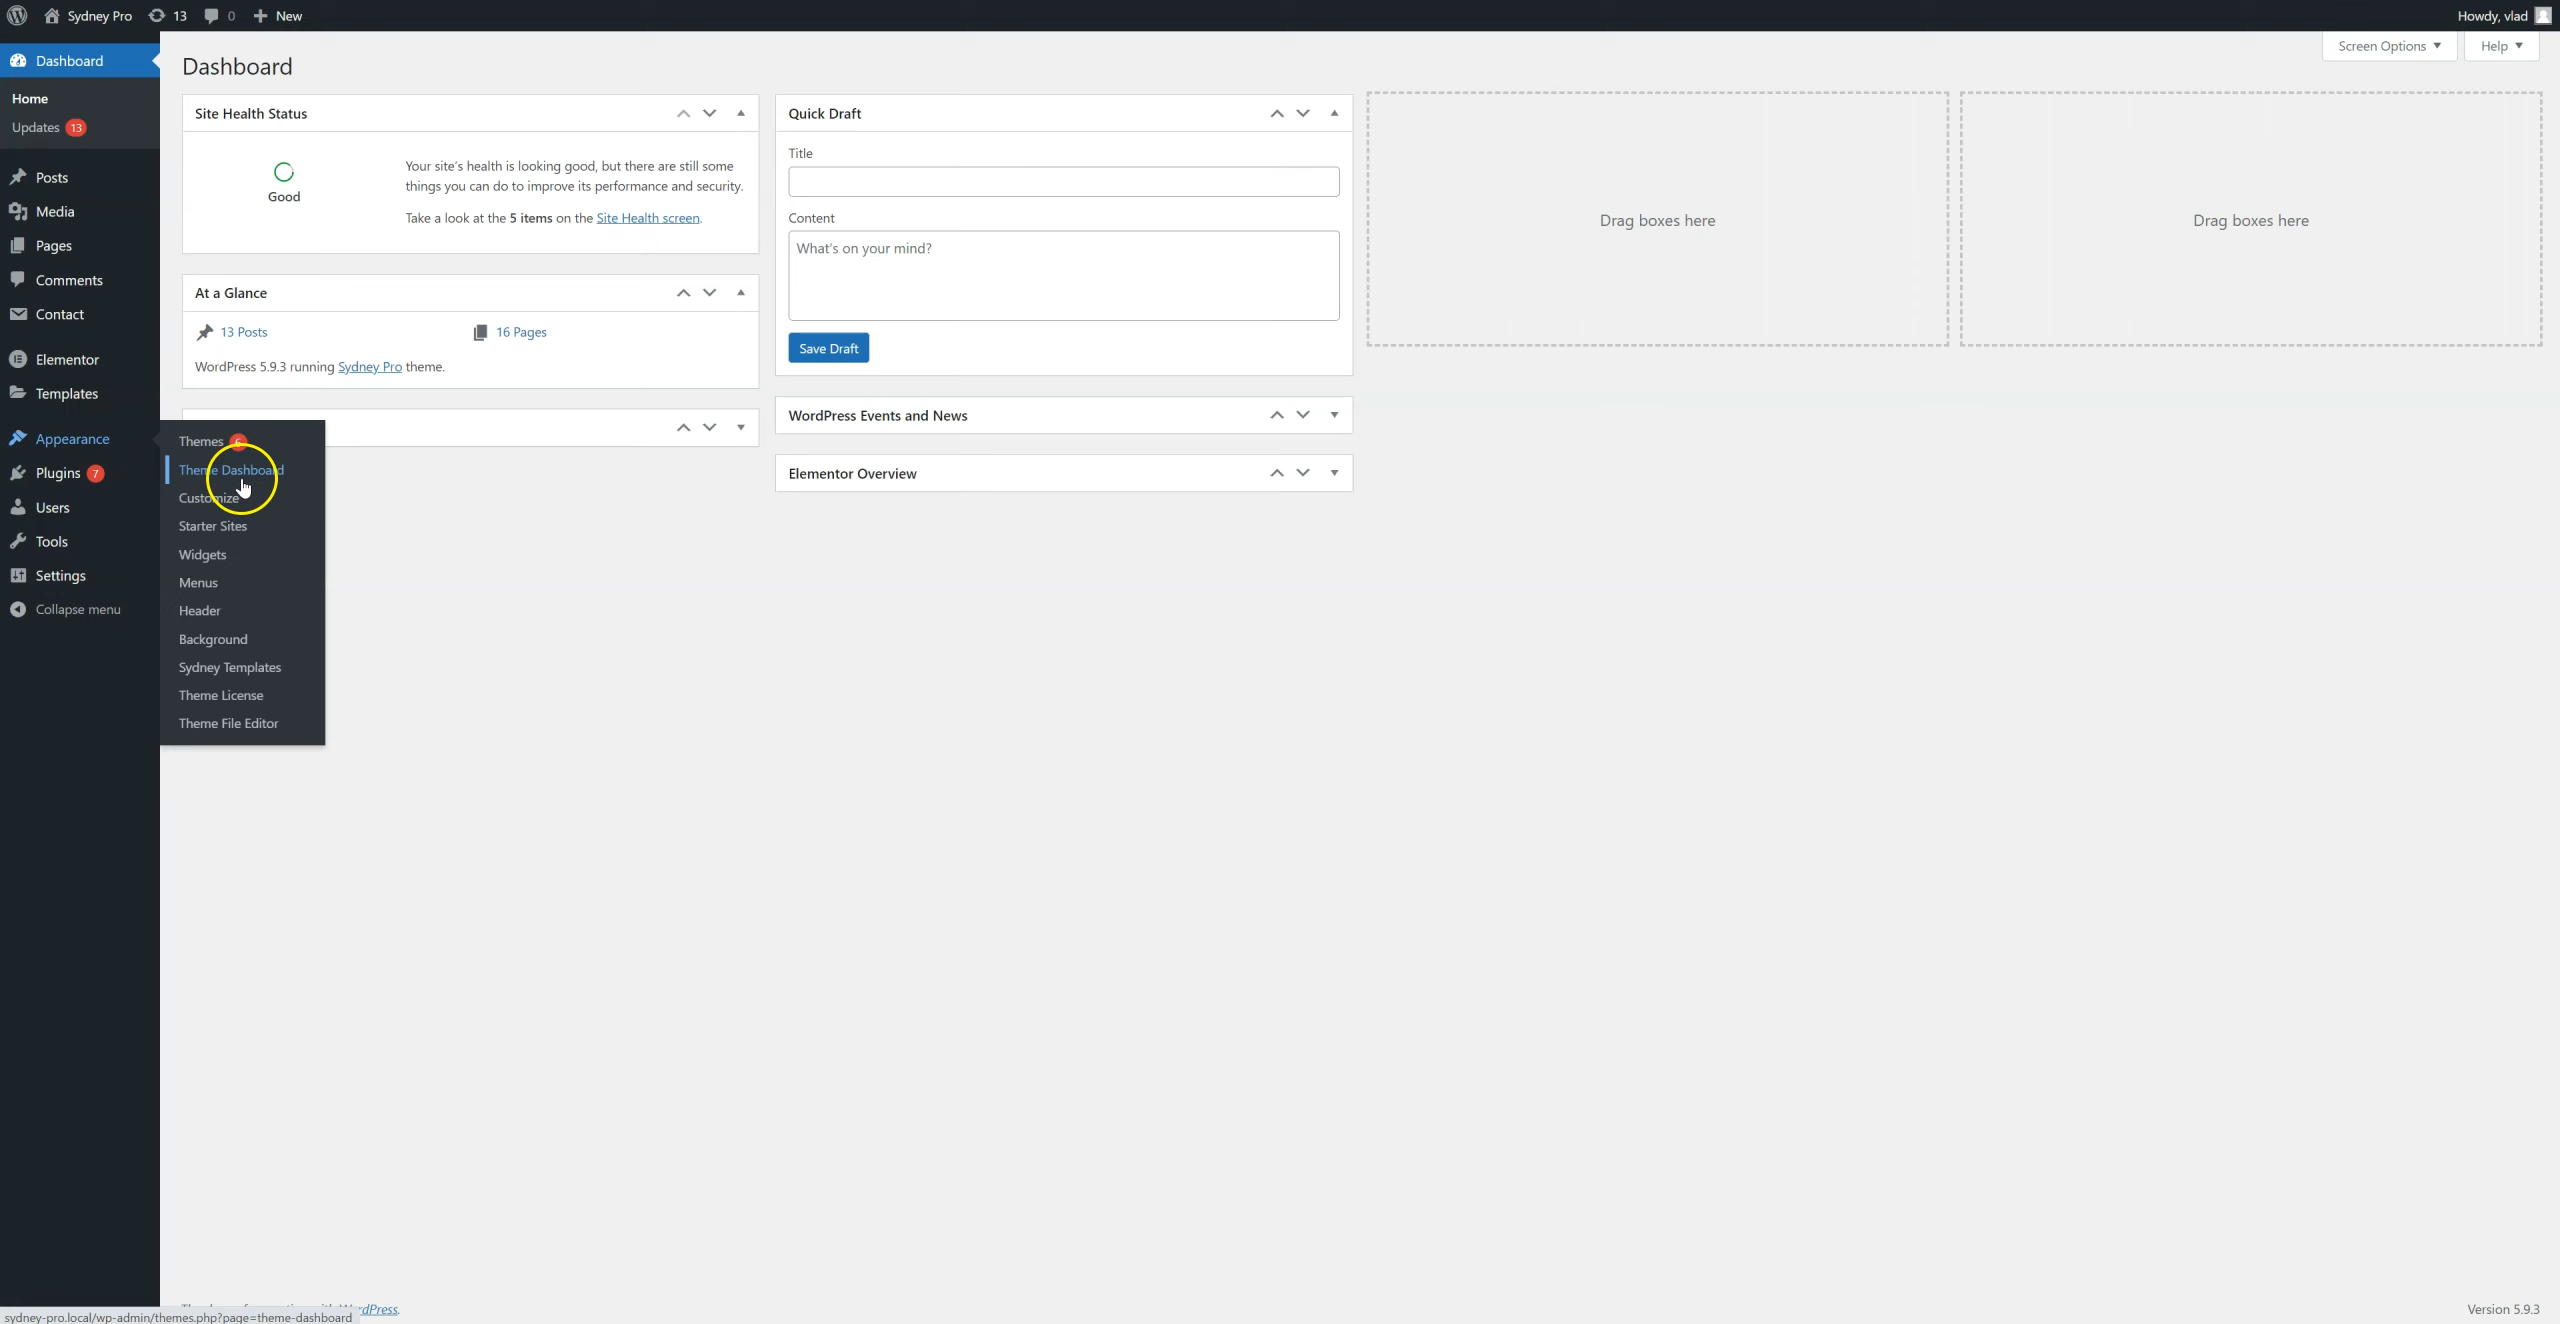 Sydney Pro 13 0 New
Howdy, vlad
Dashboard
Home
Updates 13
Posts
Media
Pages
Comments
Contact
Elementor
Templates
Appearance
Plugins 7
Users
Tools
Settings
Collapse menu
Themes
Theme Dashboard
Customize
Starter Sites
Widgets
Menus
Header
Background
Sydney Templates
Theme License
Theme File Editor
Screen Options
Help
Dashboard
Site Health Status
Good
Your site's health is looking good, but there are still some
things you can do to improve its performance and security.
Take a look at the 5 items on the Site Health screen.
At a Glance
13 Posts
16 Pages
WordPress 5.9.3 running Sydney Pro theme.
Quick Draft
Title
Content
What's on your mind?
Save Draft
WordPress Events and News
Elementor Overview
Drag boxes here
Drag boxes here
sydney-pro.local/wp-admin/themes.php?page=theme-dashboard
Version 5.9.3